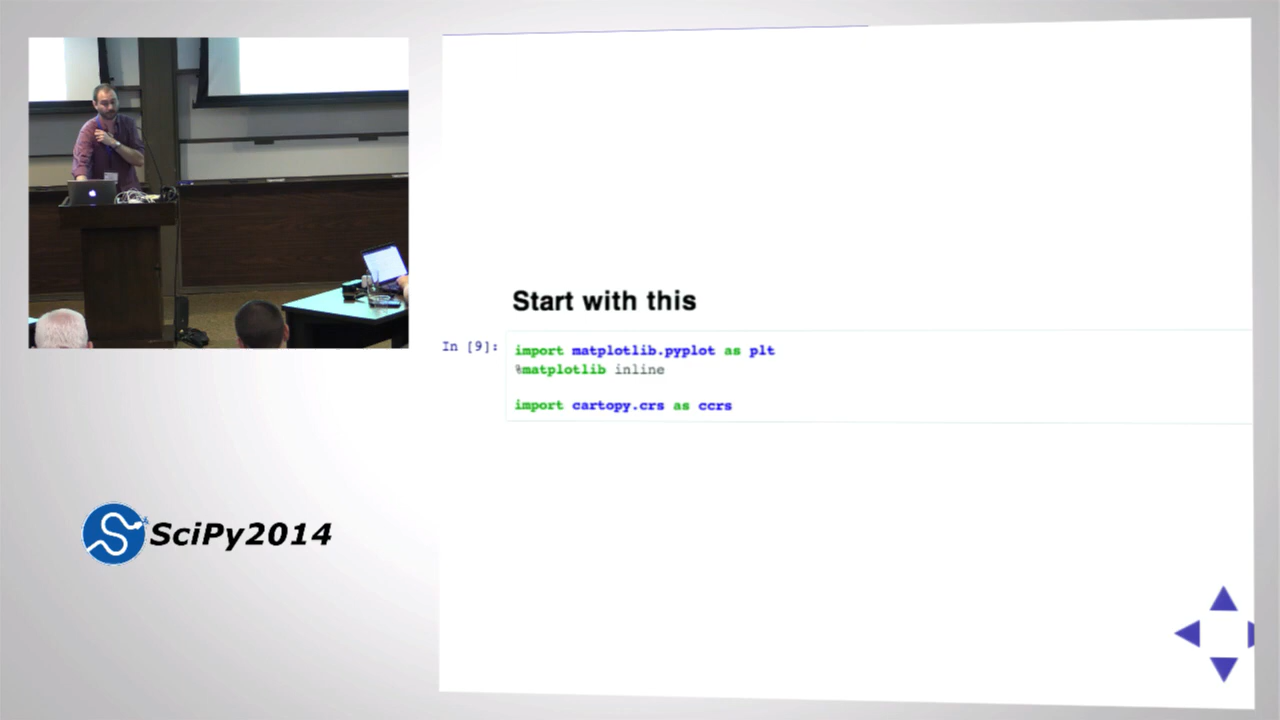 Start with this
In [9]:
import matplotlib.pyplot as plt
%matplotlib inline
import cartopy.crs as ccrs
SciPy2014